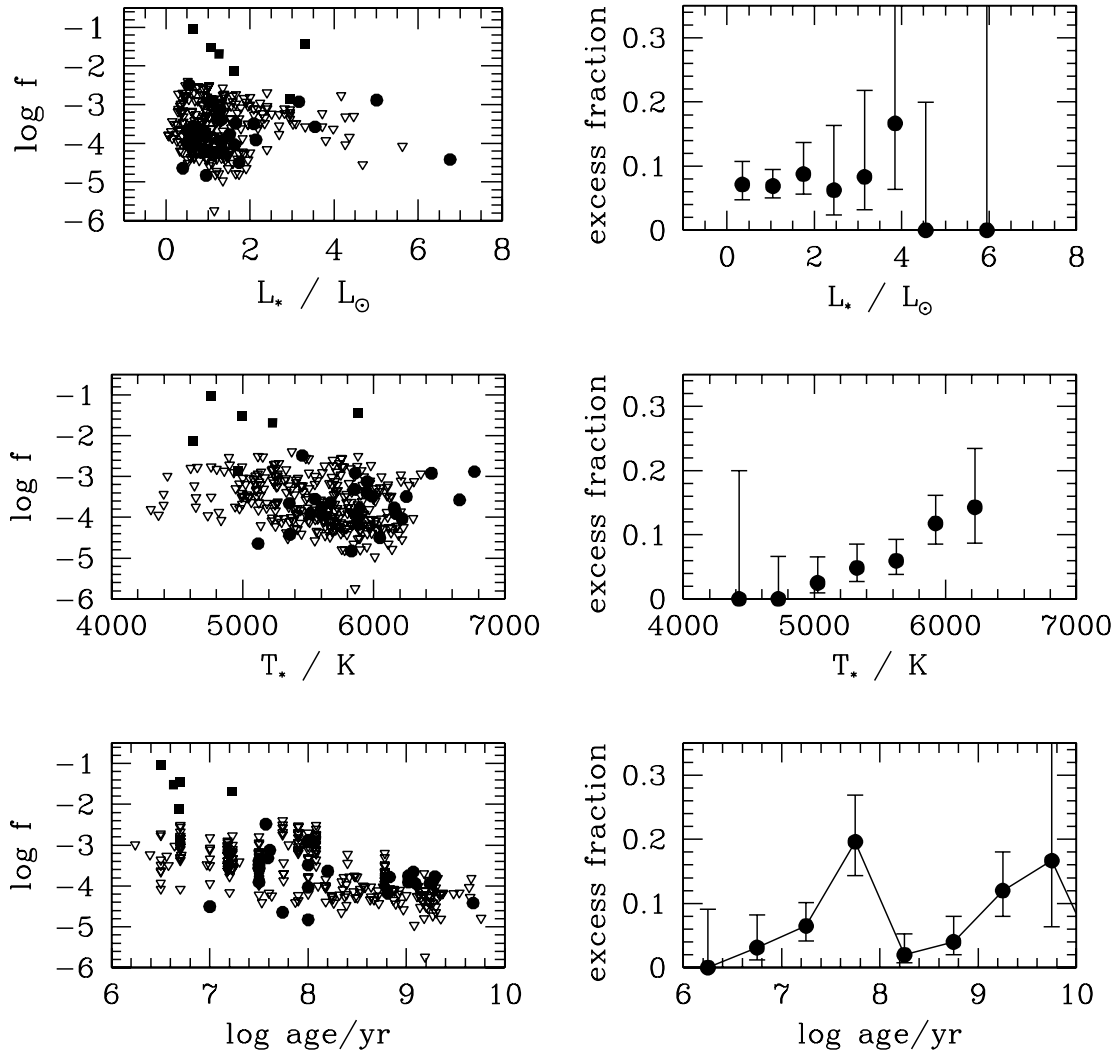 −1
−2
−3
−4
−5
−6
log f
0 2 4 6 8
L* / L⊙
0.3
0.2
0.1
0
excess fraction
0 2 4 6 8
L* / L⊙
−1
−2
−3
−4
−5
−6
log f
4000 5000 6000 7000
T* / K
0.3
0.2
0.1
0
excess fraction
4000 5000 6000 7000
T* / K
−1
−2
−3
−4
−5
−6
log f
6 7 8 9 10
log age/yr
0.3
0.2
0.1
0
excess fraction
6 7 8 9 10
log age/yr